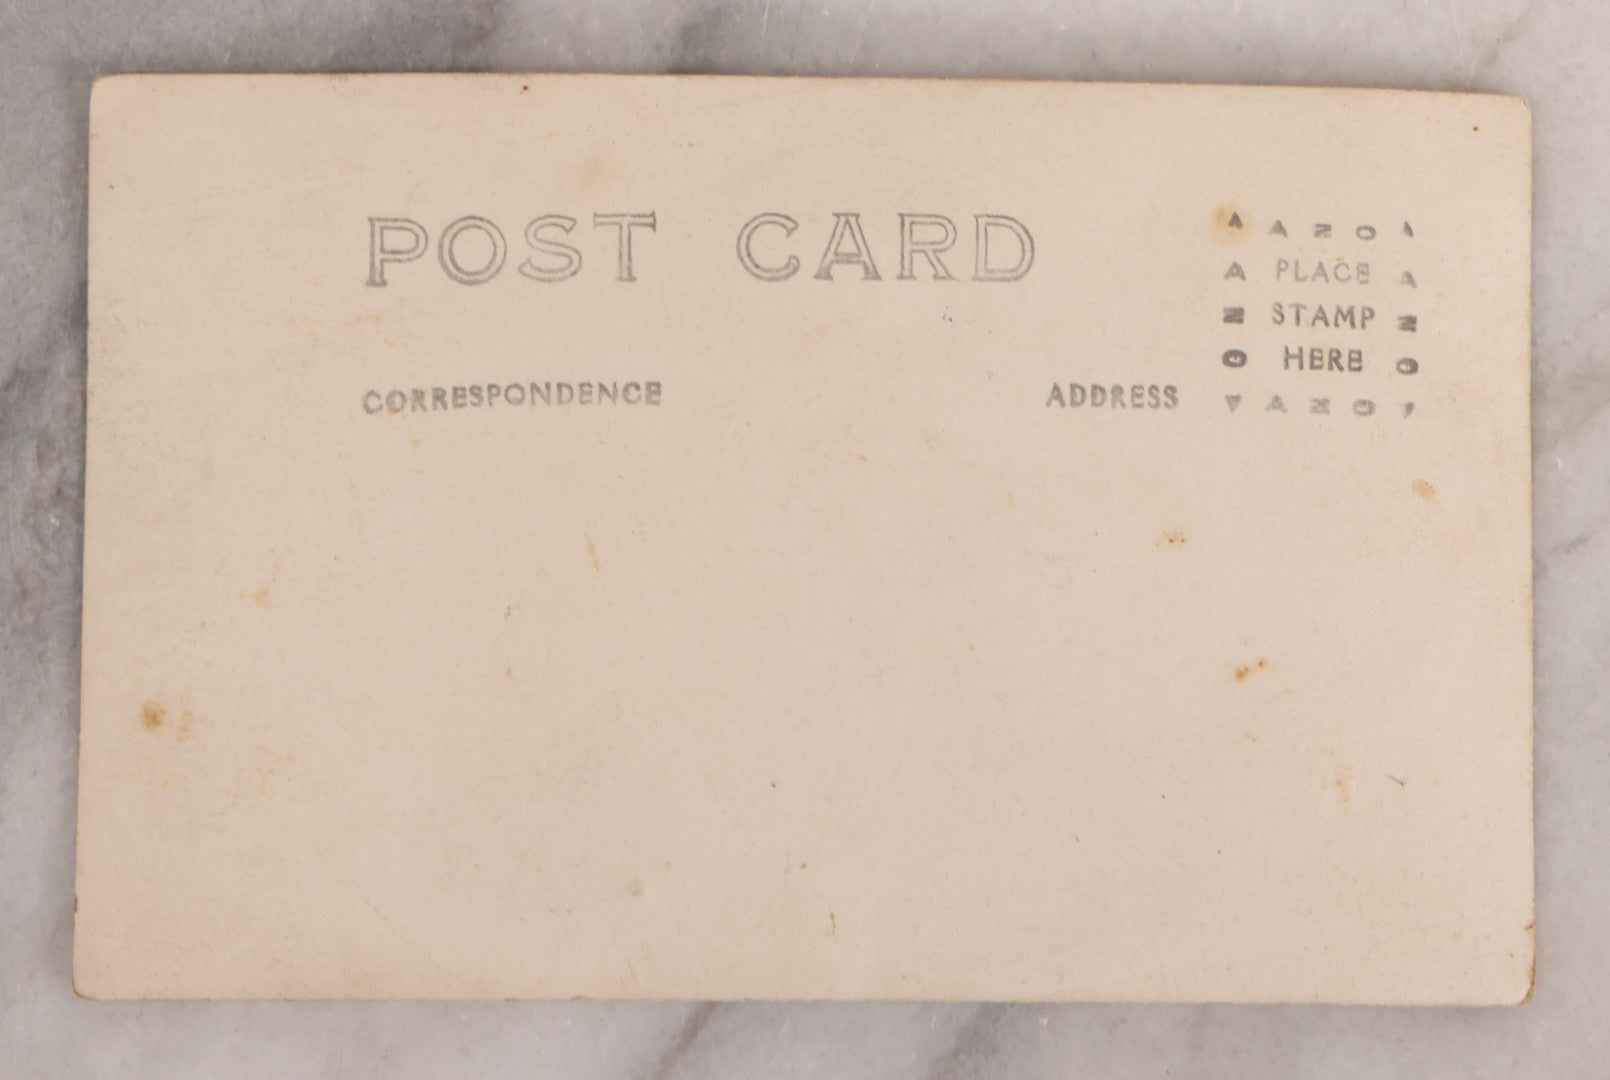 POST CARD
▲ AZO ▲
A PLACE A
Z STAMP Z
O HERE O
CORRESPONDENCE
ADDRESS
▼ AZO ▼